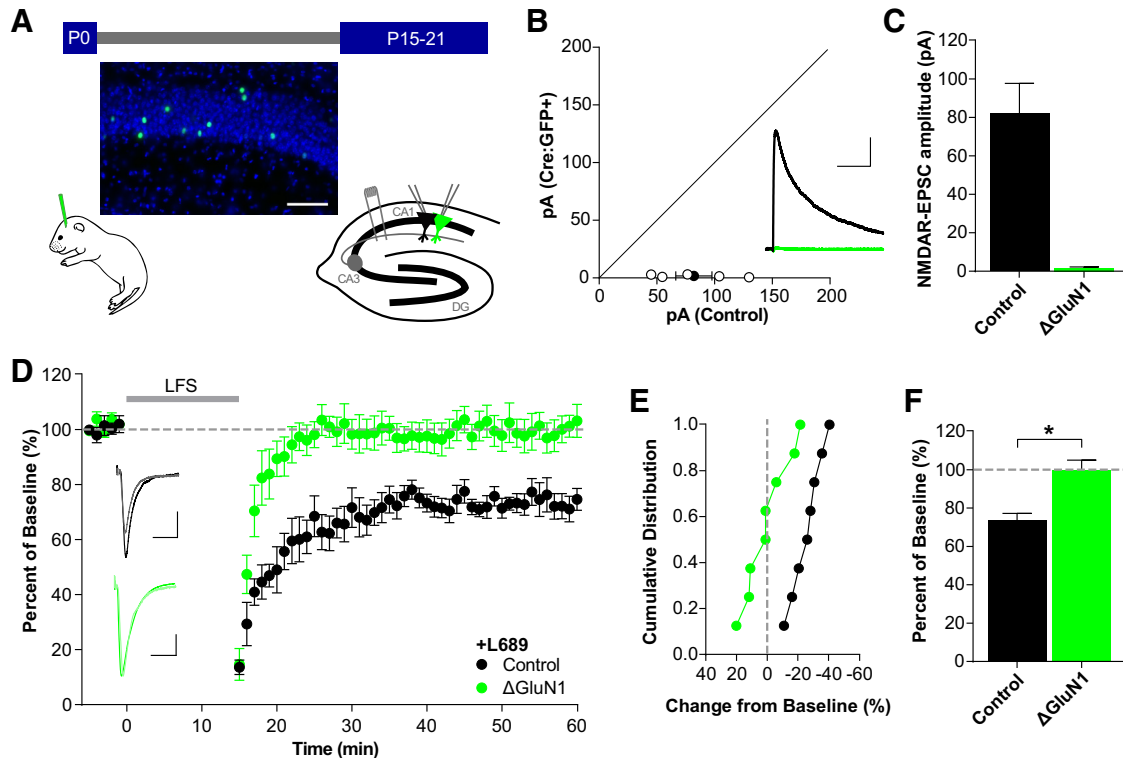 A
P0
P15-21
CA1
CA3
DG
B
200
150
100
50
0
pA (Cre:GFP+)
0
50
100
150
200
pA (Control)
C
120
100
80
60
40
20
0
NMDAR-EPSC amplitude (pA)
Control
ΔGluN1
D
120
100
80
60
40
20
0
Percent of Baseline (%)
LFS
+L689
Control
ΔGluN1
0
10
20
30
40
50
60
Time (min)
E
1.0
0.8
0.6
0.4
0.2
0.0
Cumulative Distribution
40
20
0
-20
-40
-60
Change from Baseline (%)
F
120
100
80
60
40
20
0
Percent of Baseline (%)
*
Control
ΔGluN1